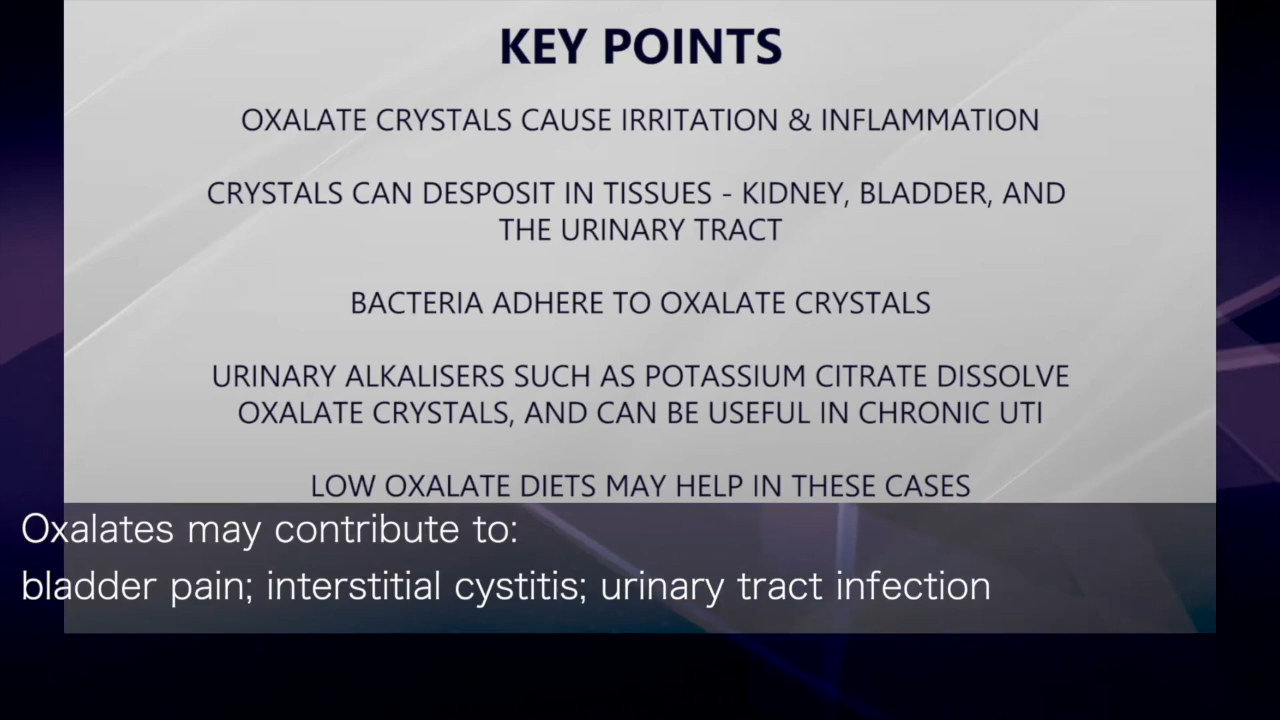 KEY POINTS
OXALATE CRYSTALS CAUSE IRRITATION & INFLAMMATION
CRYSTALS CAN DESPOSIT IN TISSUES - KIDNEY, BLADDER, AND
THE URINARY TRACT
BACTERIA ADHERE TO OXALATE CRYSTALS
URINARY ALKALISERS SUCH AS POTASSIUM CITRATE DISSOLVE
OXALATE CRYSTALS, AND CAN BE USEFUL IN CHRONIC UTI
LOW OXALATE DIETS MAY HELP IN THESE CASES
Oxalates may contribute to:
bladder pain; interstitial cystitis; urinary tract infection